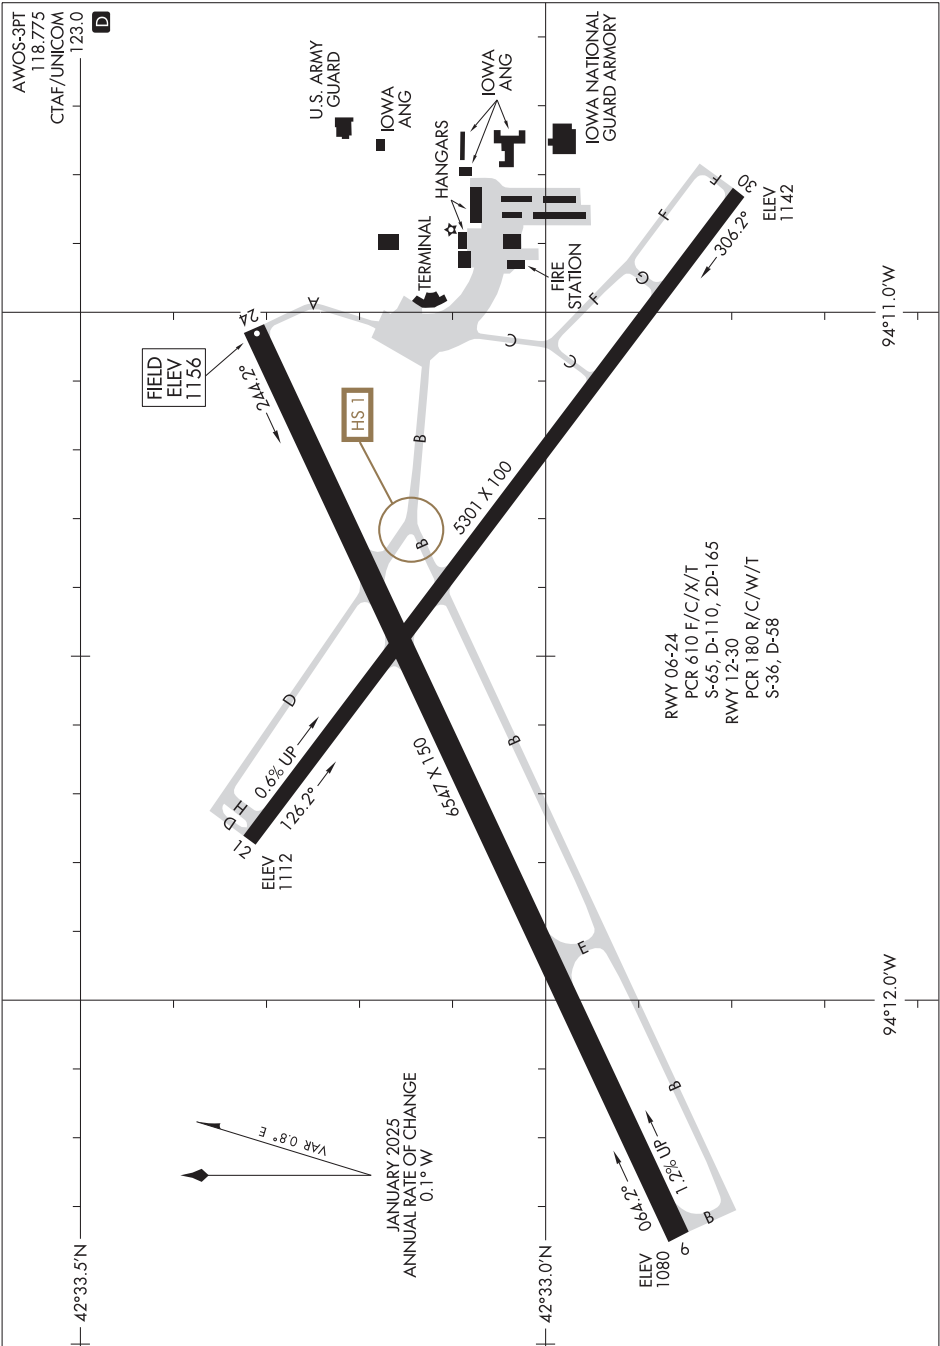 AWOS-3PT
118.775
CTAF/UNICOM
123.0
D
U.S. ARMY
GUARD
IOWA
ANG
IOWA
ANG
IOWA NATIONAL
GUARD ARMORY
HANGARS
TERMINAL
FIRE
STATION
A
24
FIELD
ELEV
1156
244.2°
HS 1
B
B
C
C
F
G
F
F
30
ELEV
1142
306.2°
94°11.0'W
5301 X 100
D
0.6% UP
126.2°
H
D
12
ELEV
1112
6547 X 150
B
RWY 06-24
PCR 610 F/C/X/T
S-65, D-110, 2D-165
RWY 12-30
PCR 180 R/C/W/T
S-36, D-58
E
94°12.0'W
B
VAR 0.8° E
JANUARY 2025
ANNUAL RATE OF CHANGE
0.1° W
064.2°
1.2% UP
B
6
ELEV
1080
42°33.5'N
42°33.0'N